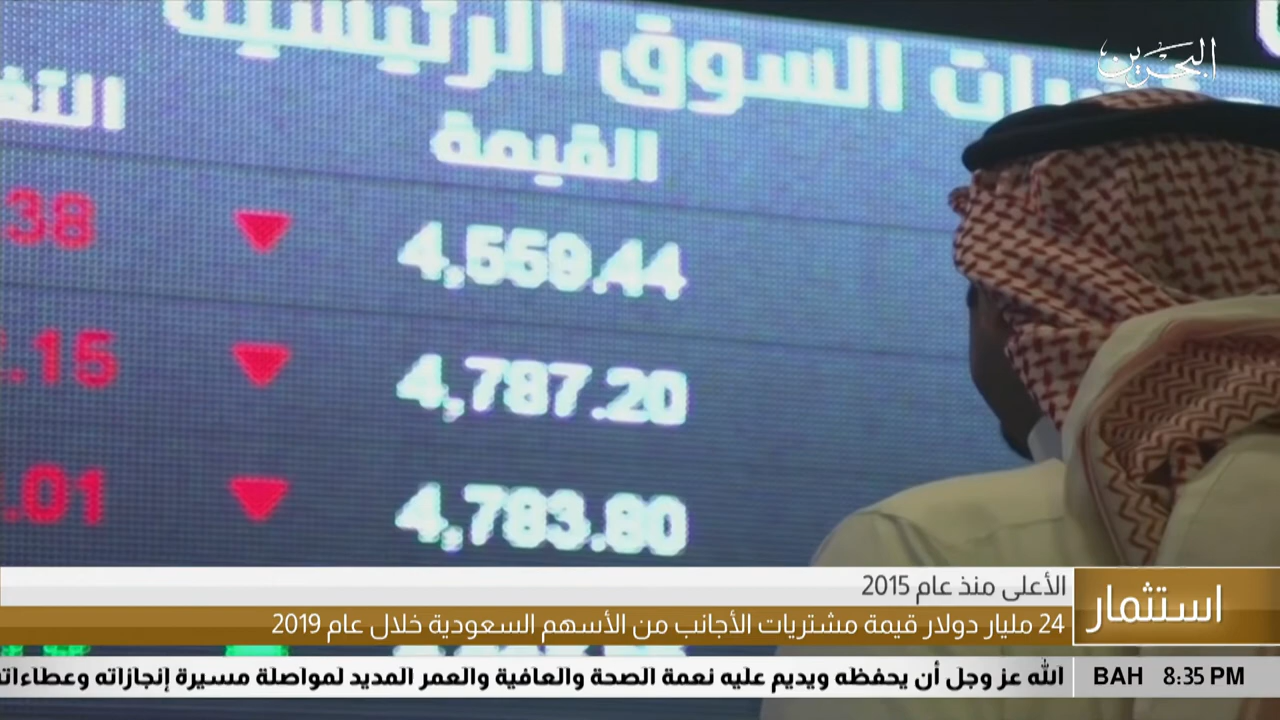 البحرين
السوق الرئيسية
القيمة
4,559.44
38
4,787.20
.15
4,783.80
.01
الأعلى منذ عام 2015
استثمار
24 مليار دولار قيمة مشتريات الأجانب من الأسهم السعودية خلال عام 2019
الله عز وجل أن يحفظه ويديم عليه نعمة الصحة والعافية والعمر المديد لمواصلة مسيرة إنجازاته وعطاءاته
BAH 8:35 PM